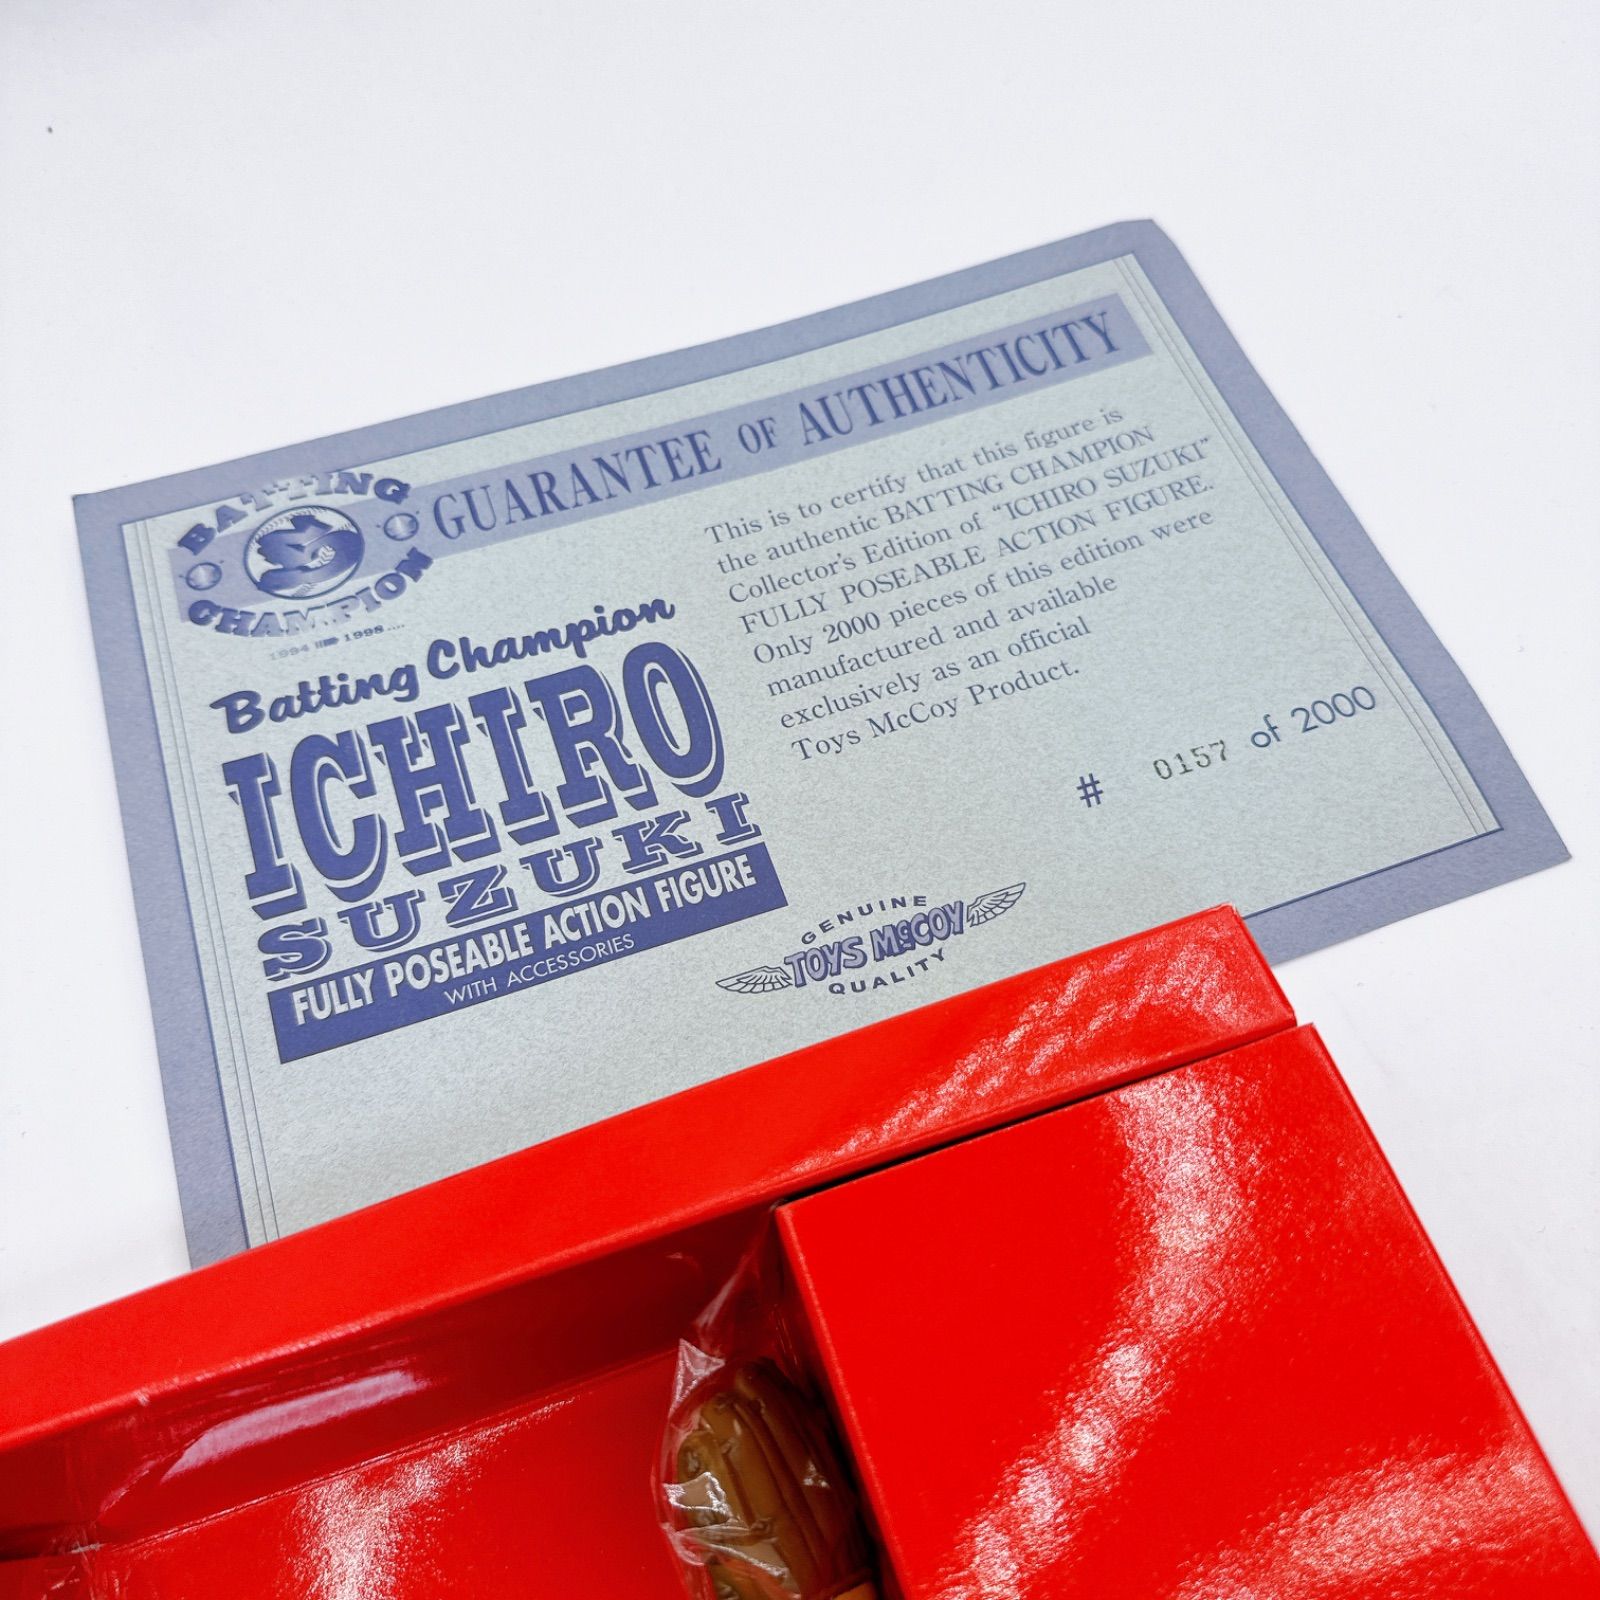 GUARANTEE OF AUTHENTICITY
BATTING
CHAMPION
1994 1998 ....
Batting Champion
ICHIRO
SUZUKI
FULLY POSEABLE ACTION FIGURE
WITH ACCESSORIES
This is to certify that this figure is
the authentic BATTING CHAMPION
Collector's Edition of "ICHIRO SUZUKI"
FULLY POSEABLE ACTION FIGURE.
Only 2000 pieces of this edition were
manufactured and available
exclusively as an official
Toys McCoy Product.
# 0157 of 2000
GENUINE
TOYS McCOY
QUALITY